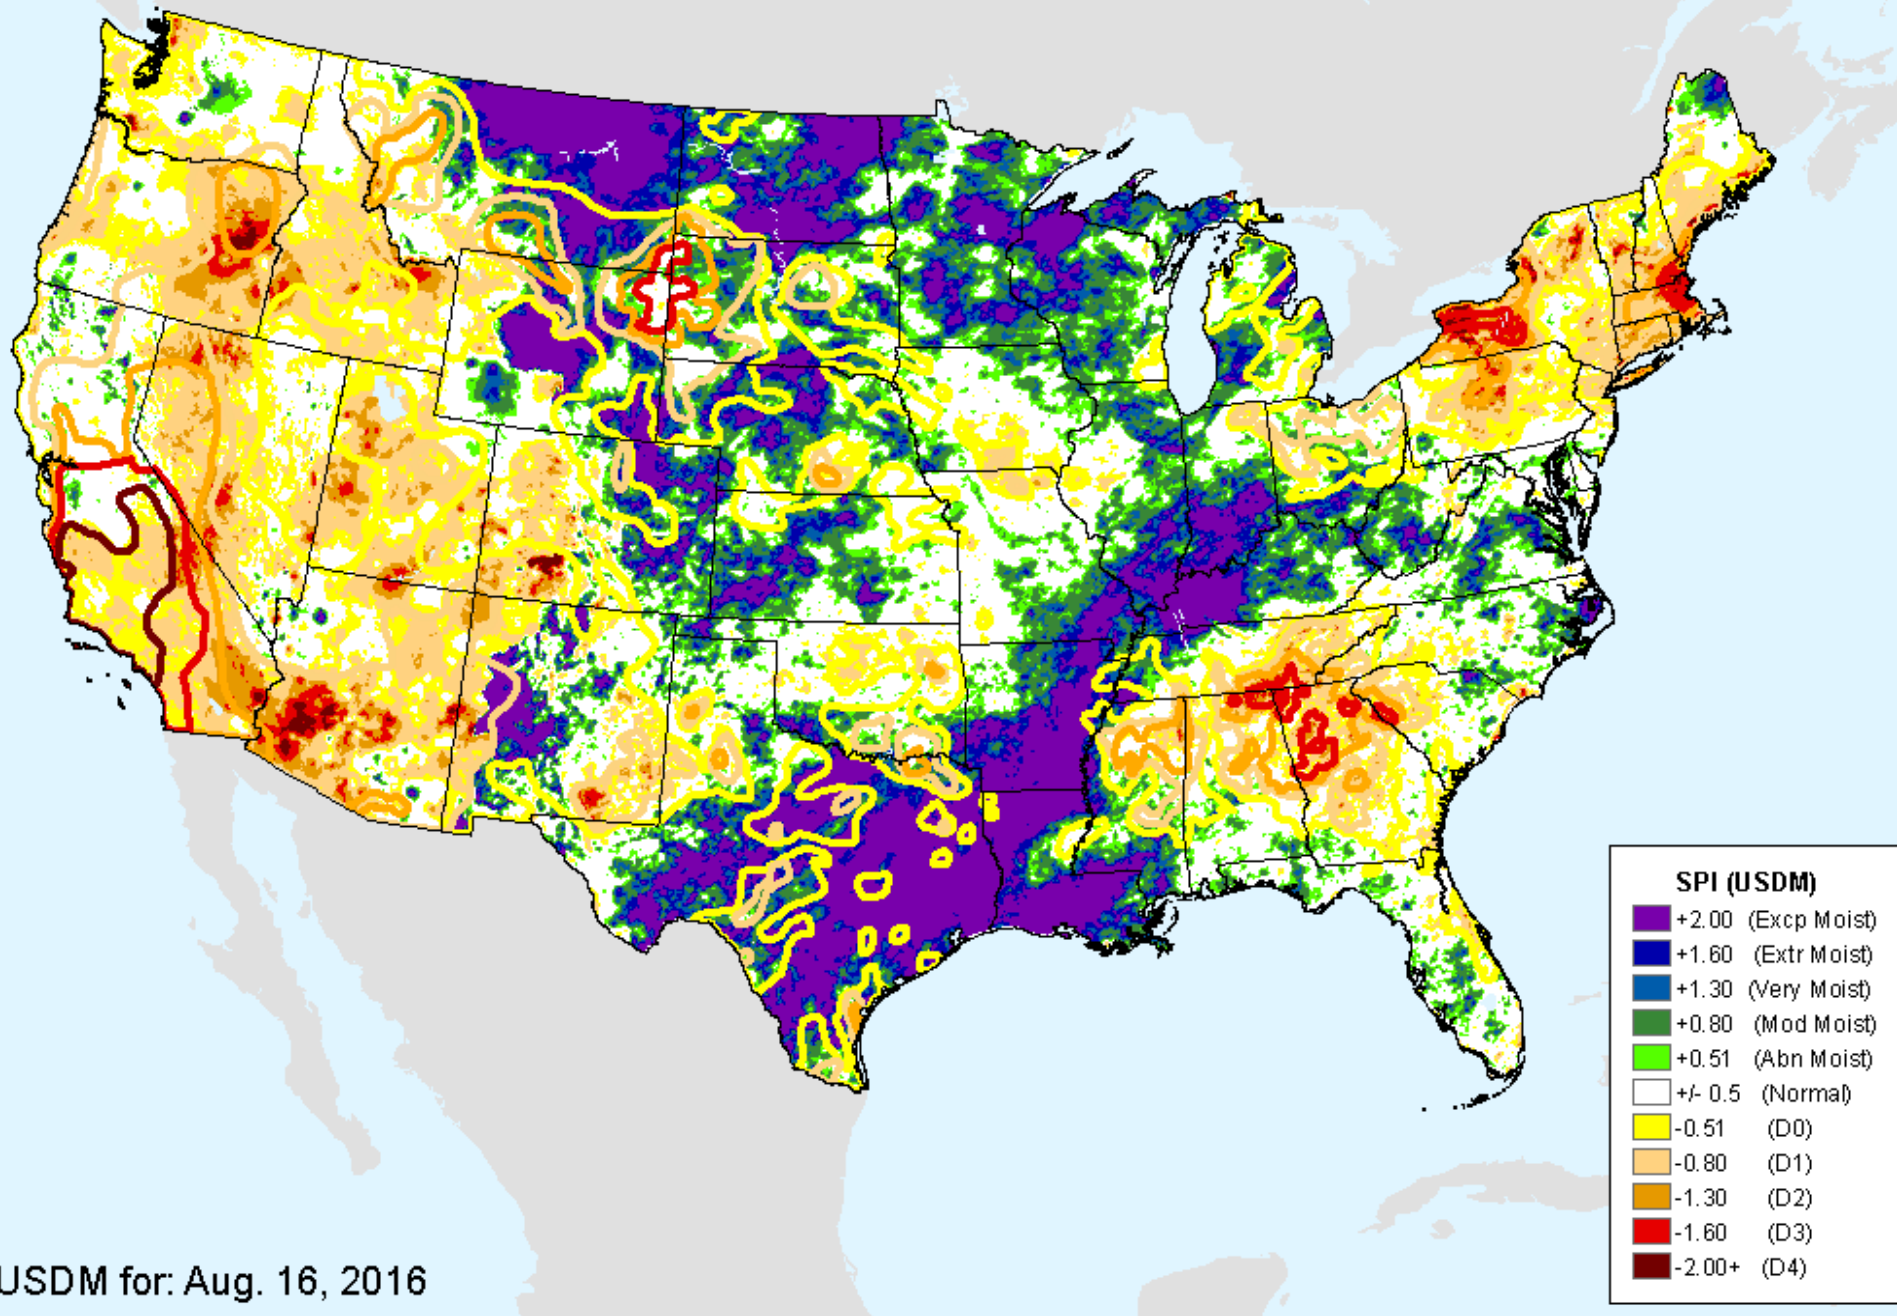 SPI (USDM)
+2.00 (Excp Moist)
+1.60 (Extr Moist)
+1.30 (Very Moist)
+0.80 (Mod Moist)
+0.51 (Abn Moist)
+/- 0.5 (Normal)
-0.51 (D0)
-0.80 (D1)
-1.30 (D2)
-1.60 (D3)
-2.00+ (D4)
USDM for: Aug. 16, 2016